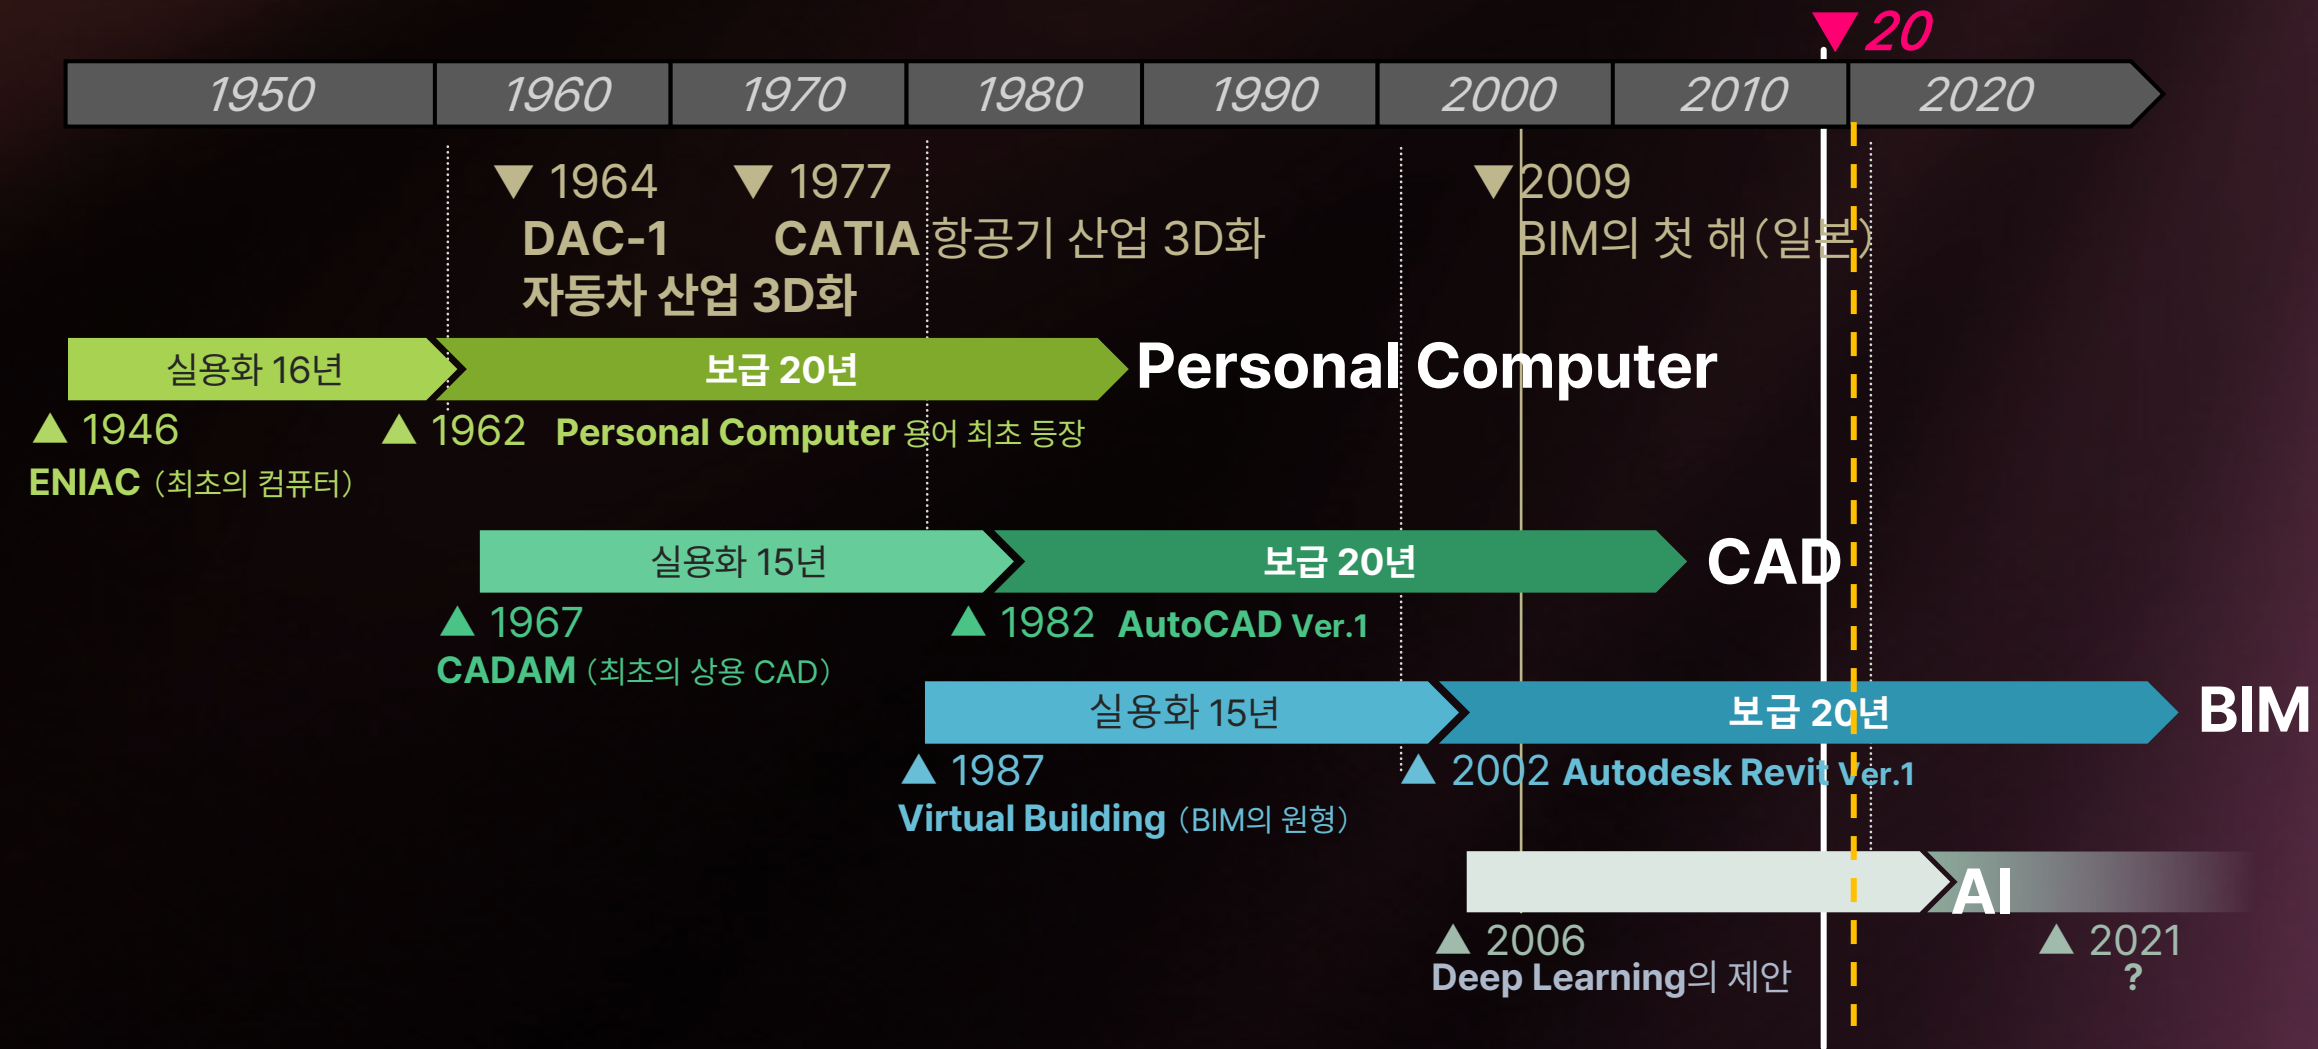 ▼20
1950 1960 1970 1980 1990 2000 2010 2020
▼ 1964
DAC-1
자동차 산업 3D화
▼ 1977
CATIA 항공기 산업 3D화
▼2009
BIM의 첫 해(일본)
실용화 16년
보급 20년
Personal Computer
▲ 1946
ENIAC (최초의 컴퓨터)
▲ 1962 Personal Computer 용어 최초 등장
실용화 15년
보급 20년
CAD
▲ 1967
CADAM (최초의 상용 CAD)
▲ 1982 AutoCAD Ver.1
실용화 15년
보급 20년
BIM
▲ 1987
Virtual Building (BIM의 원형)
▲ 2002 Autodesk Revit Ver.1
AI
▲ 2006
Deep Learning의 제안
▲ 2021
?